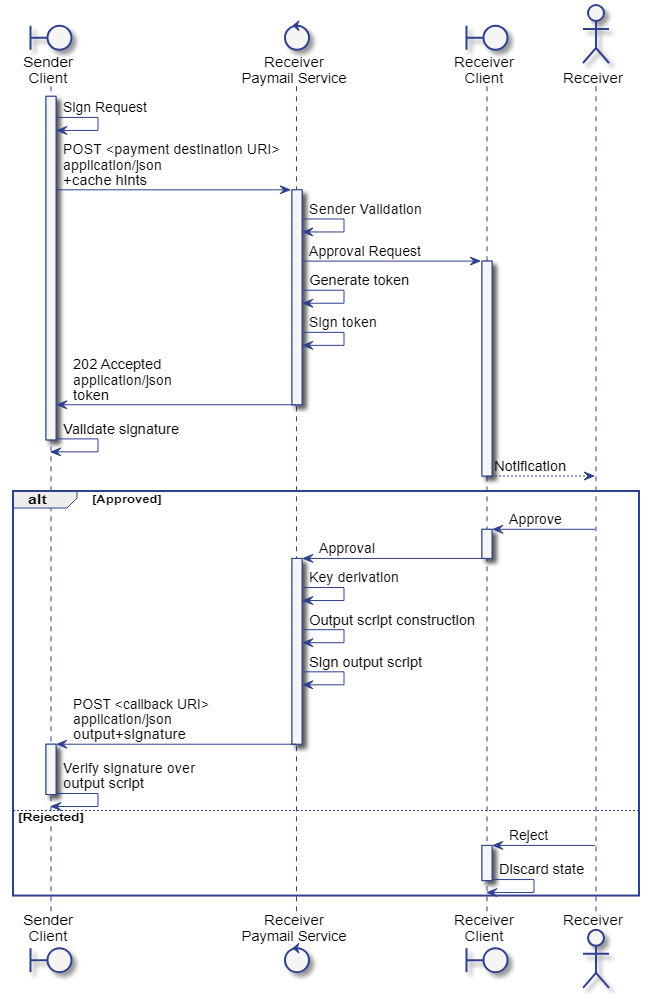 Sender
Client
Receiver
Paymail Service
Receiver
Client
Receiver
Sign Request
POST <payment destination URI>
application/json
+cache hints
Sender Validation
Approval Request
Generate token
Sign token
202 Accepted
application/json
token
Validate signature
Notification
alt [Approved]
Approve
Approval
Key derivation
Output script construction
Sign output script
POST <callback URI>
application/json
output+signature
Verify signature over
output script
[Rejected]
Reject
Discard state
Sender
Client
Receiver
Paymail Service
Receiver
Client
Receiver